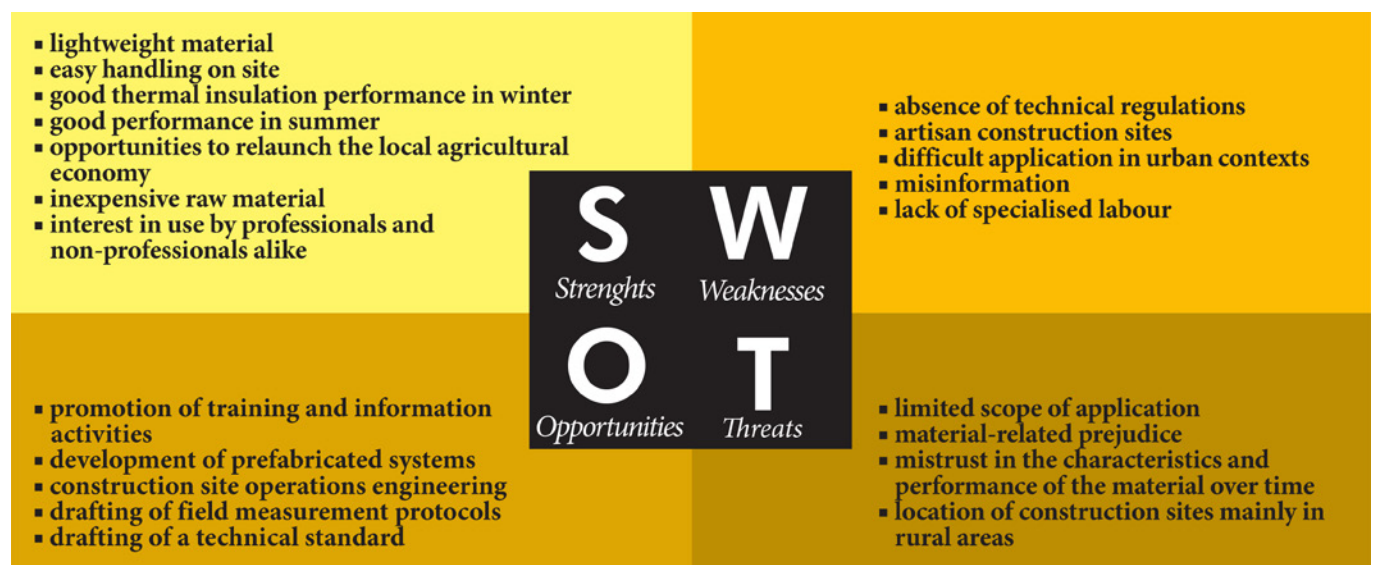 ▪ lightweight material
▪ easy handling on site
▪ good thermal insulation performance in winter
▪ good performance in summer
▪ opportunities to relaunch the local agricultural
economy
▪ inexpensive raw material
▪ interest in use by professionals and
non-professionals alike
▪ absence of technical regulations
▪ artisan construction sites
▪ difficult application in urban contexts
▪ misinformation
▪ lack of specialised labour
S
Strenghts
W
Weaknesses
O
Opportunities
T
Threats
▪ promotion of training and information
activities
▪ development of prefabricated systems
▪ construction site operations engineering
▪ drafting of field measurement protocols
▪ drafting of a technical standard
▪ limited scope of application
▪ material-related prejudice
▪ mistrust in the characteristics and
performance of the material over time
▪ location of construction sites mainly in
rural areas